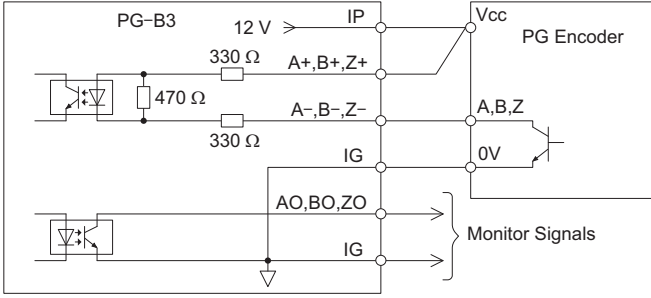 PG−B3
12 V
IP
Vcc
PG Encoder
330 Ω
A+,B+,Z+
470 Ω
A−,B−,Z−
A,B,Z
330 Ω
IG
0V
AO,BO,ZO
Monitor Signals
IG